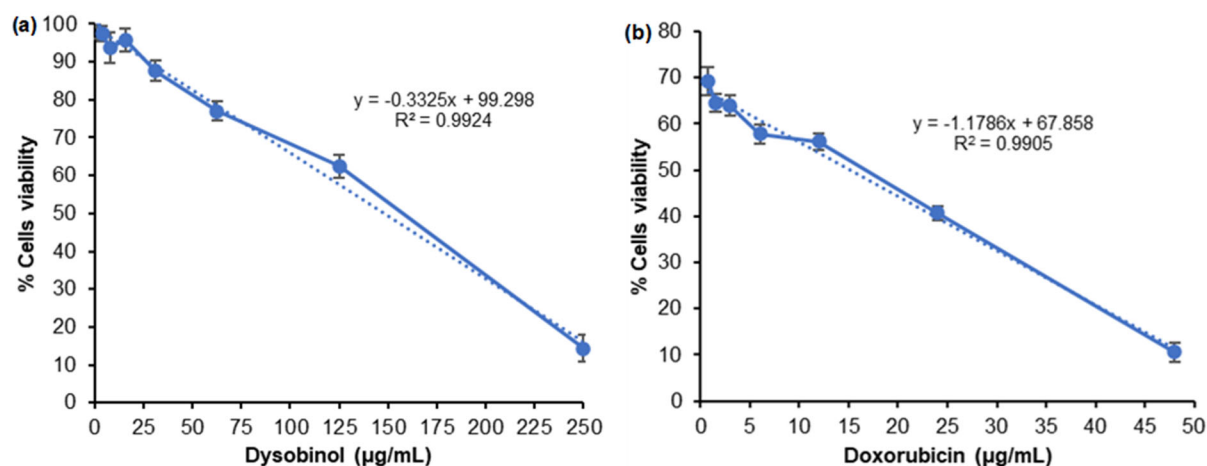 (a)
100
90
80
70
60
50
40
30
20
10
0
% Cells viability
y = -0.3325x + 99.298
R² = 0.9924
0 25 50 75 100 125 150 175 200 225 250
Dysobinol (µg/mL)
(b)
80
70
60
50
40
30
20
10
0
% Cells viability
y = -1.1786x + 67.858
R² = 0.9905
0 5 10 15 20 25 30 35 40 45 50
Doxorubicin (µg/mL)